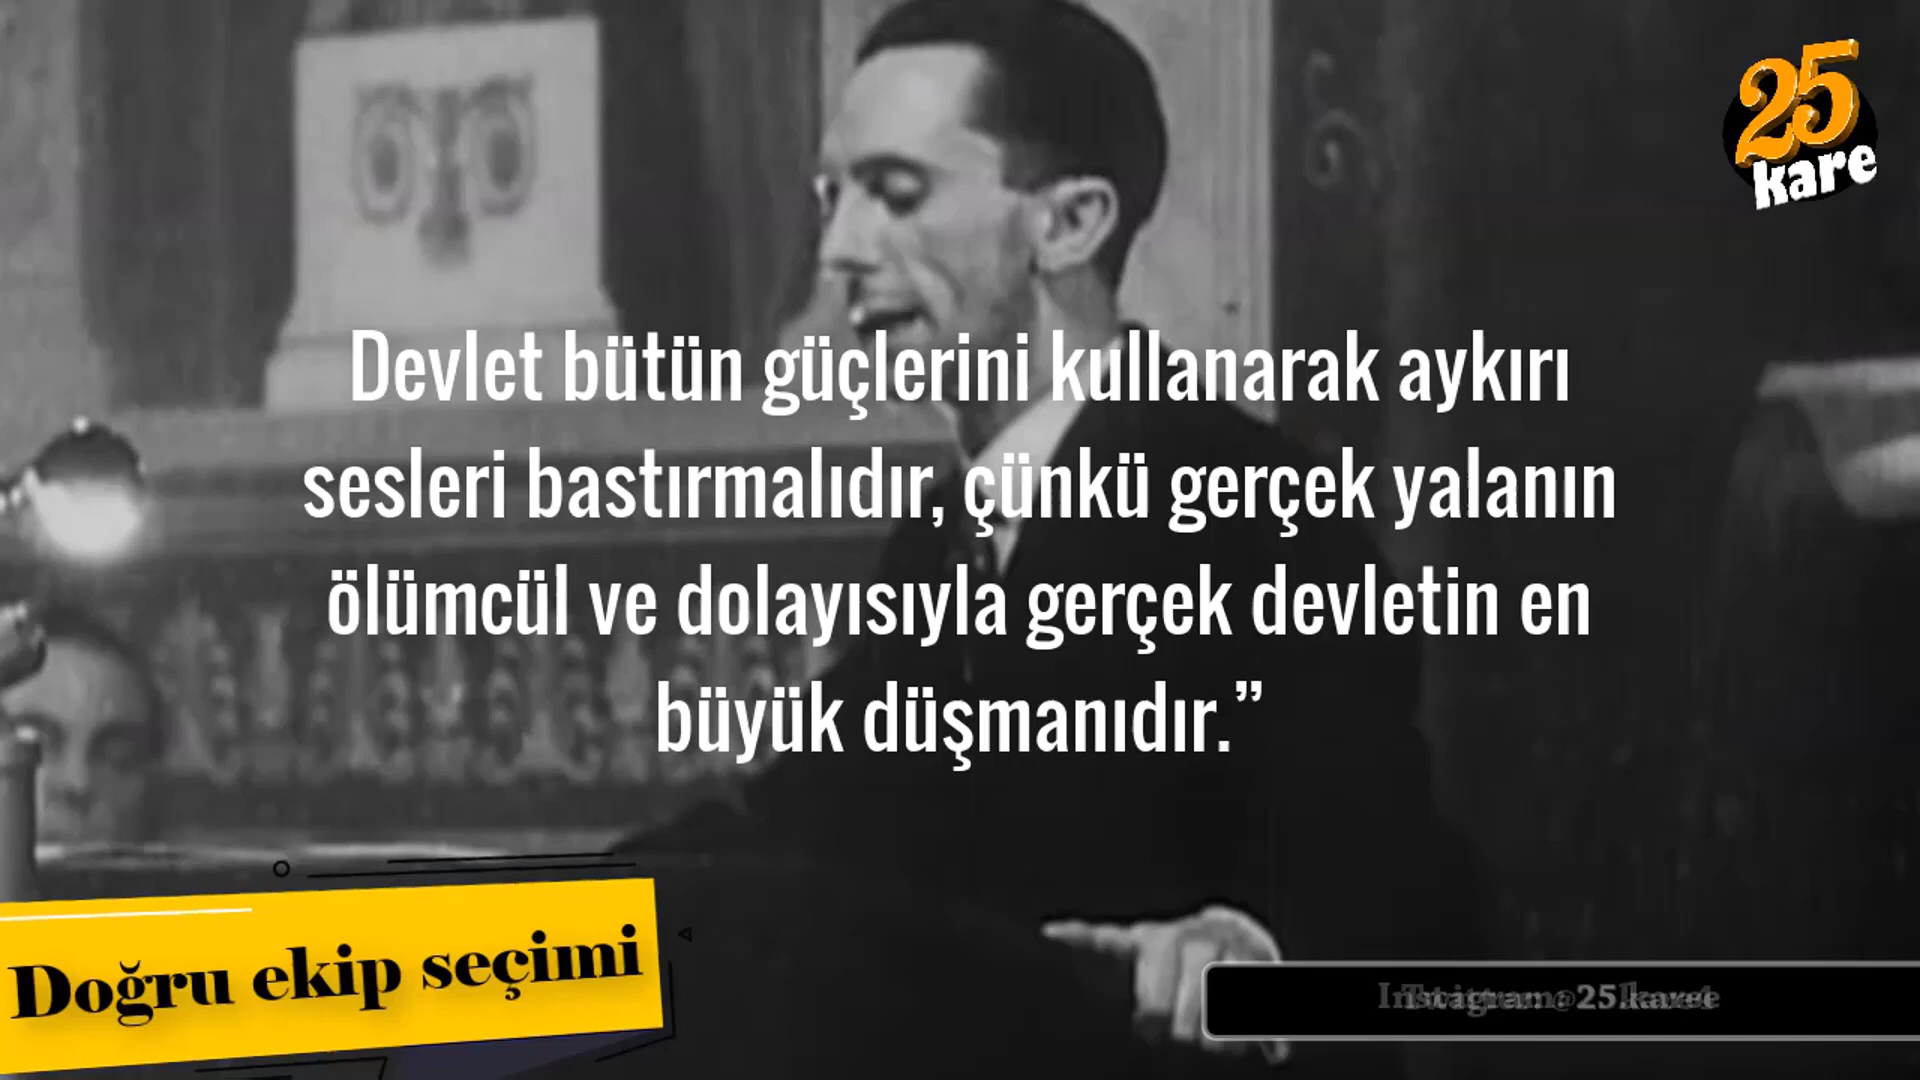 25
kare
Devlet bütün güçlerini kullanarak aykırı
sesleri bastırmalıdır, çünkü gerçek yalanın
ölümcül ve dolayısıyla gerçek devletin en
büyük düşmanıdır.”
Doğru ekip seçimi